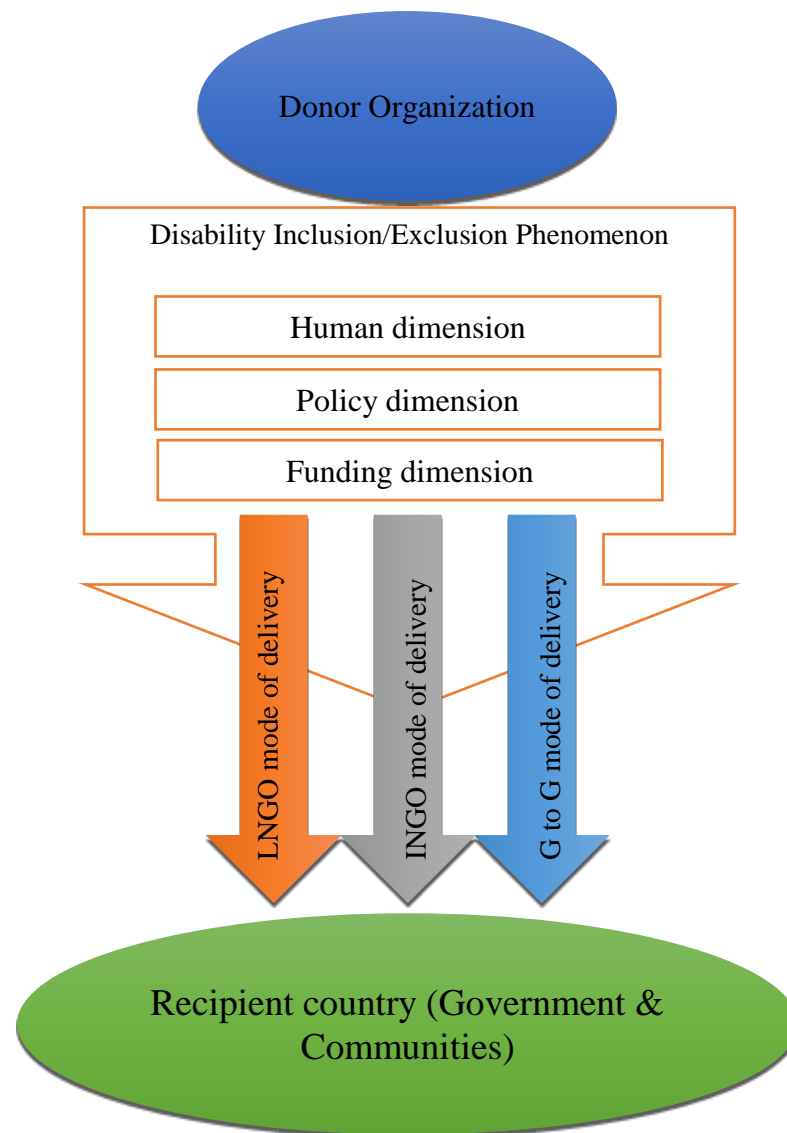 Donor Organization
Disability Inclusion/Exclusion Phenomenon
Human dimension
Policy dimension
Funding dimension
LNGO mode of delivery
INGO mode of delivery
G to G mode of delivery
Recipient country (Government &
Communities)